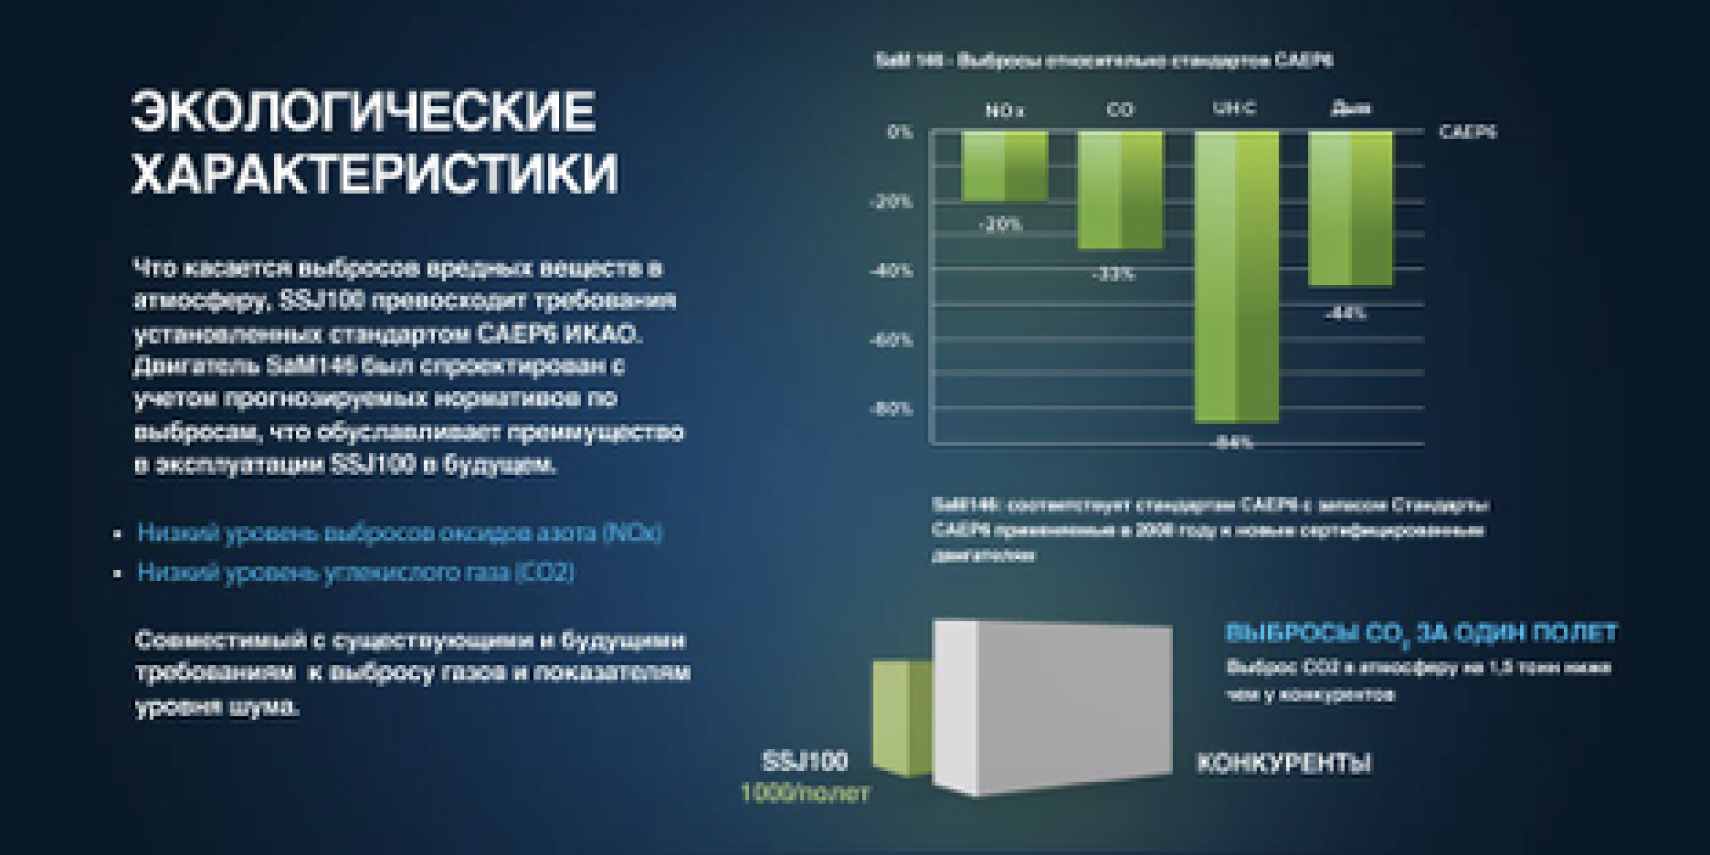 ЭКОЛОГИЧЕСКИЕ
ХАРАКТЕРИСТИКИ
Что касается выбросов вредных веществ в
атмосферу, SSJ100 превосходит требования
установленных стандартом CAEP6 ИКАО.
Двигатель SaM146 был спроектирован с
учетом прогнозируемых нормативов по
выбросам, что обуславливает преимущество
в эксплуатации SSJ100 в будущем.
• Низкий уровень выбросов оксидов азота (NOx)
• Низкий уровень углекислого газа (CO2)
Совместимый с существующими и будущими
требованиям к выбросу газов и показателям
уровня шума.
SaM 146 - Выбросы относительно стандартов CAEP6
NOx CO UHC Дым
0% CAEP6
-20%
-20%
-40%
-33%
-44%
-60%
-80%
-84%
SaM146: соответствует стандартам CAEP6 с запасом Стандарты
CAEP6 применяемые в 2008 году к новым сертифицированным
двигателям
ВЫБРОСЫ CO₂ ЗА ОДИН ПОЛЕТ
Выброс CO2 в атмосферу на 1,5 тонн ниже
чем у конкурентов
SSJ100
1000/полет
КОНКУРЕНТЫ